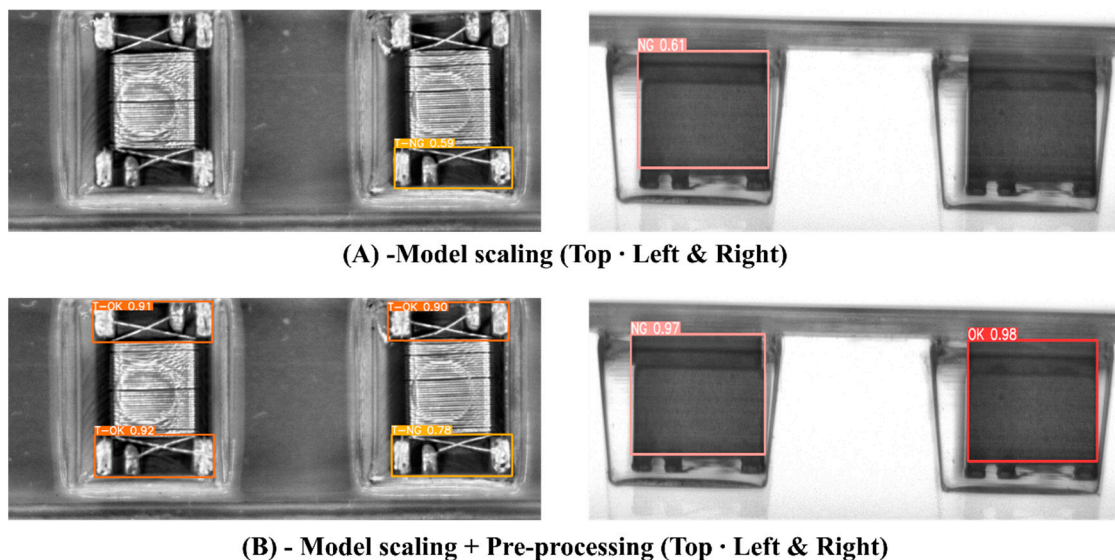 NG 0.61
T-NG 0.59
(A) -Model scaling (Top · Left & Right)
T-OK 0.91
T-OK 0.90
NG 0.97
OK 0.98
T-OK 0.92
T-NG 0.78
(B) - Model scaling + Pre-processing (Top · Left & Right)